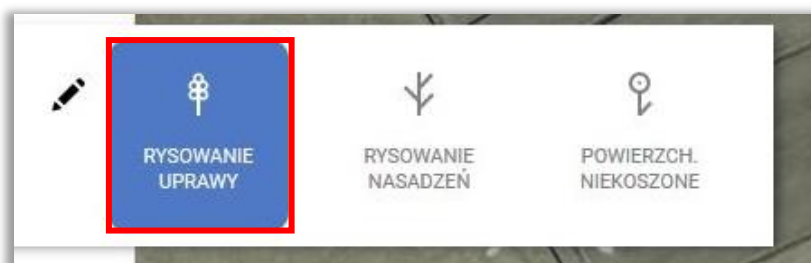 RYSOWANIE
UPRAWY
RYSOWANIE
NASADZEŃ
POWIERZCH.
NIEKOSZONE